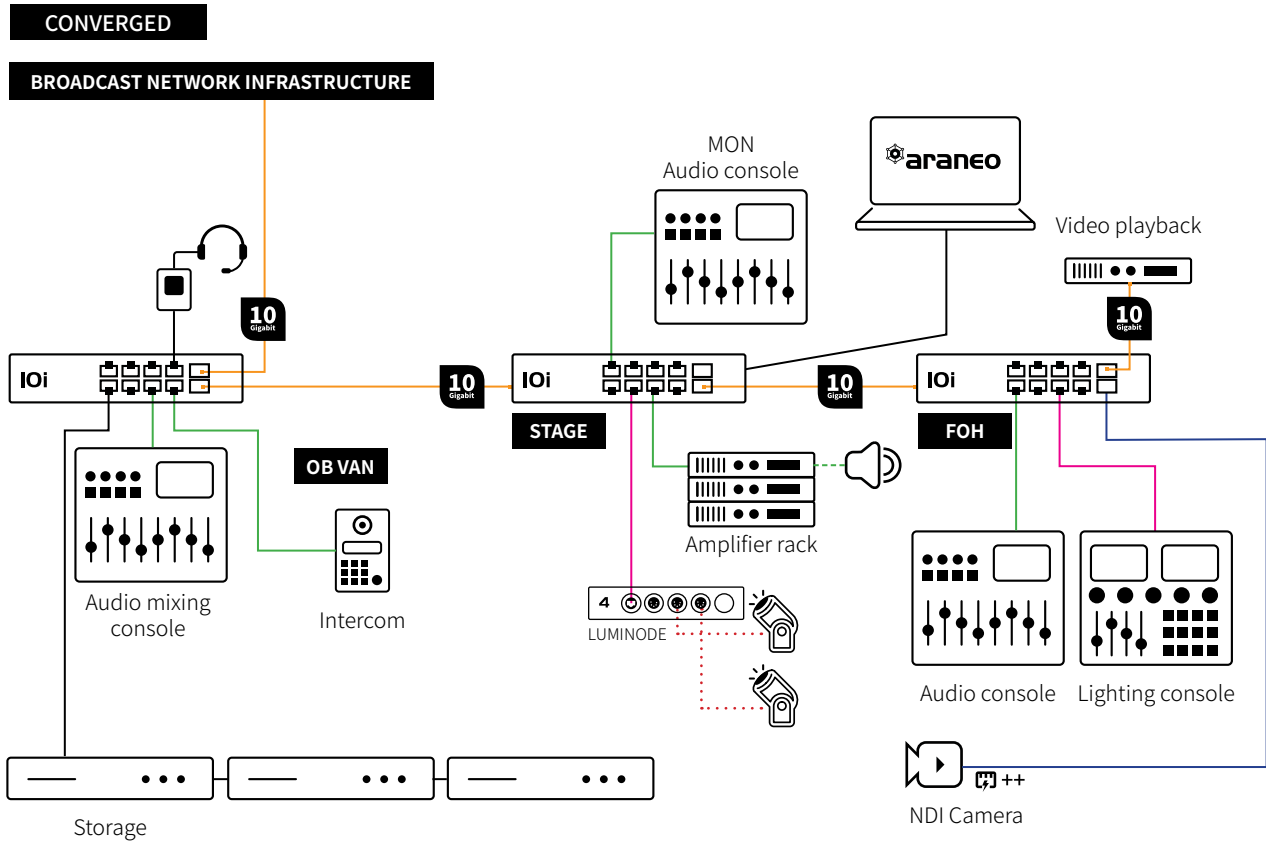 CONVERGED
BROADCAST NETWORK INFRASTRUCTURE
MON
Audio console
araneo
Video playback
10
Gigabit
10
Gigabit
IOi
10
Gigabit
IOi
10
Gigabit
IOi
STAGE
FOH
OB VAN
Amplifier rack
Audio mixing
console
Intercom
4
LUMINODE
Audio console
Lighting console
++
NDI Camera
Storage